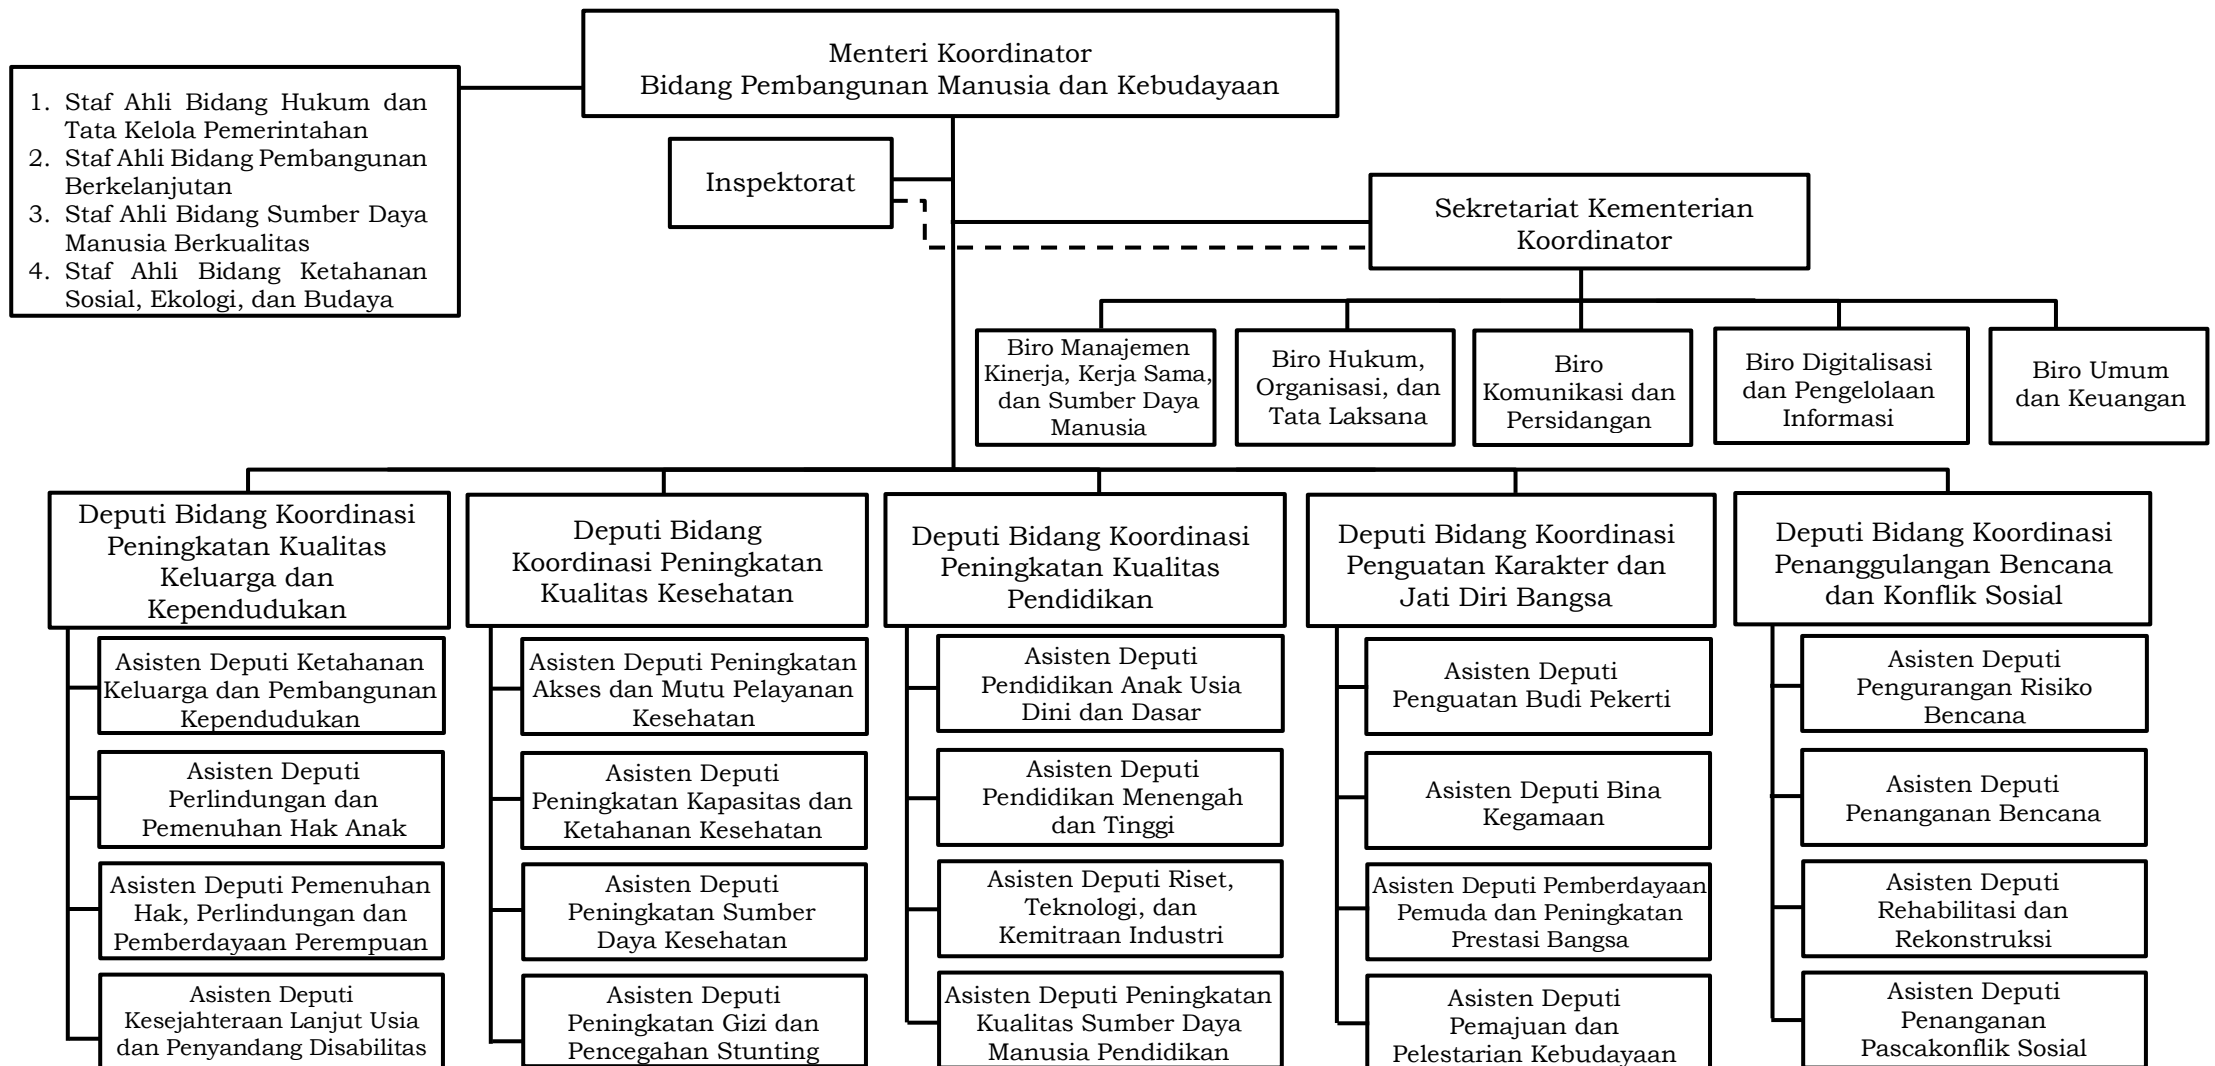 Menteri Koordinator
Bidang Pembangunan Manusia dan Kebudayaan
1. Staf Ahli Bidang Hukum dan
Tata Kelola Pemerintahan
2. Staf Ahli Bidang Pembangunan
Berkelanjutan
3. Staf Ahli Bidang Sumber Daya
Manusia Berkualitas
4. Staf Ahli Bidang Ketahanan
Sosial, Ekologi, dan Budaya
Inspektorat
Sekretariat Kementerian
Koordinator
Biro Manajemen
Kinerja, Kerja Sama,
dan Sumber Daya
Manusia
Biro Hukum,
Organisasi, dan
Tata Laksana
Biro
Komunikasi dan
Persidangan
Biro Digitalisasi
dan Pengelolaan
Informasi
Biro Umum
dan Keuangan
Deputi Bidang Koordinasi
Peningkatan Kualitas
Keluarga dan
Kependudukan
Asisten Deputi Ketahanan
Keluarga dan Pembangunan
Kependudukan
Asisten Deputi
Perlindungan dan
Pemenuhan Hak Anak
Asisten Deputi Pemenuhan
Hak, Perlindungan dan
Pemberdayaan Perempuan
Asisten Deputi
Kesejahteraan Lanjut Usia
dan Penyandang Disabilitas
Deputi Bidang
Koordinasi Peningkatan
Kualitas Kesehatan
Asisten Deputi Peningkatan
Akses dan Mutu Pelayanan
Kesehatan
Asisten Deputi
Peningkatan Kapasitas dan
Ketahanan Kesehatan
Asisten Deputi
Peningkatan Sumber
Daya Kesehatan
Asisten Deputi
Peningkatan Gizi dan
Pencegahan Stunting
Deputi Bidang Koordinasi
Peningkatan Kualitas
Pendidikan
Asisten Deputi
Pendidikan Anak Usia
Dini dan Dasar
Asisten Deputi
Pendidikan Menengah
dan Tinggi
Asisten Deputi Riset,
Teknologi, dan
Kemitraan Industri
Asisten Deputi Peningkatan
Kualitas Sumber Daya
Manusia Pendidikan
Deputi Bidang Koordinasi
Penguatan Karakter dan
Jati Diri Bangsa
Asisten Deputi
Penguatan Budi Pekerti
Asisten Deputi Bina
Kegamaan
Asisten Deputi Pemberdayaan
Pemuda dan Peningkatan
Prestasi Bangsa
Asisten Deputi
Pemajuan dan
Pelestarian Kebudayaan
Deputi Bidang Koordinasi
Penanggulangan Bencana
dan Konflik Sosial
Asisten Deputi
Pengurangan Risiko
Bencana
Asisten Deputi
Penanganan Bencana
Asisten Deputi
Rehabilitasi dan
Rekonstruksi
Asisten Deputi
Penanganan
Pascakonflik Sosial